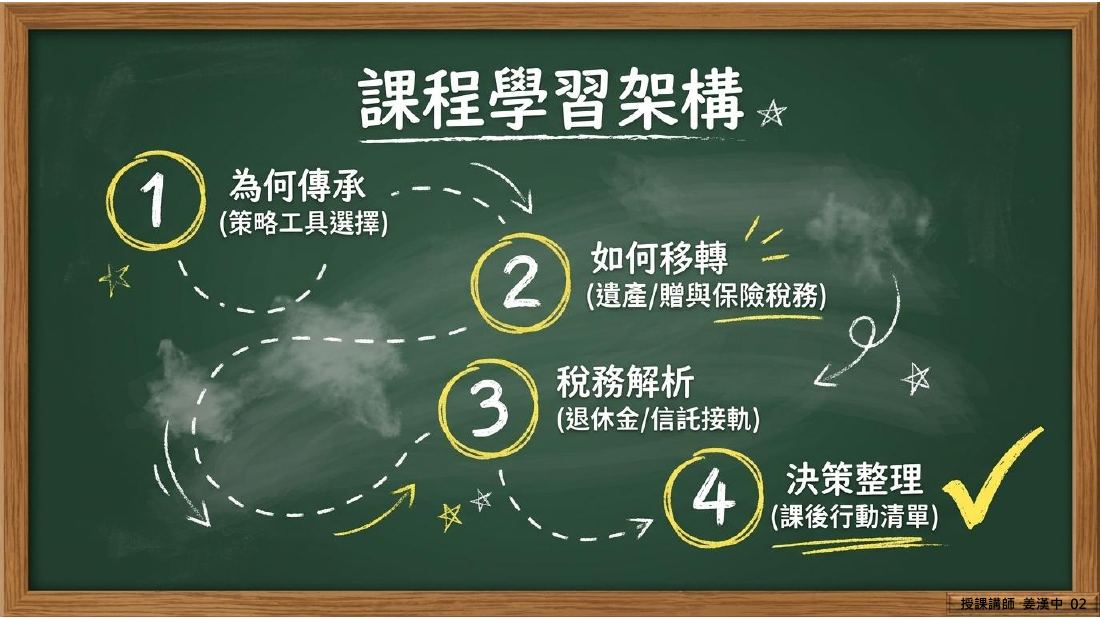 課程學習架構
1
為何傳承
(策略工具選擇)
2
如何移轉
(遺產/贈與保險稅務)
3
稅務解析
(退休金/信託接軌)
4
決策整理
(課後行動清單)
授課講師 姜漢中 02